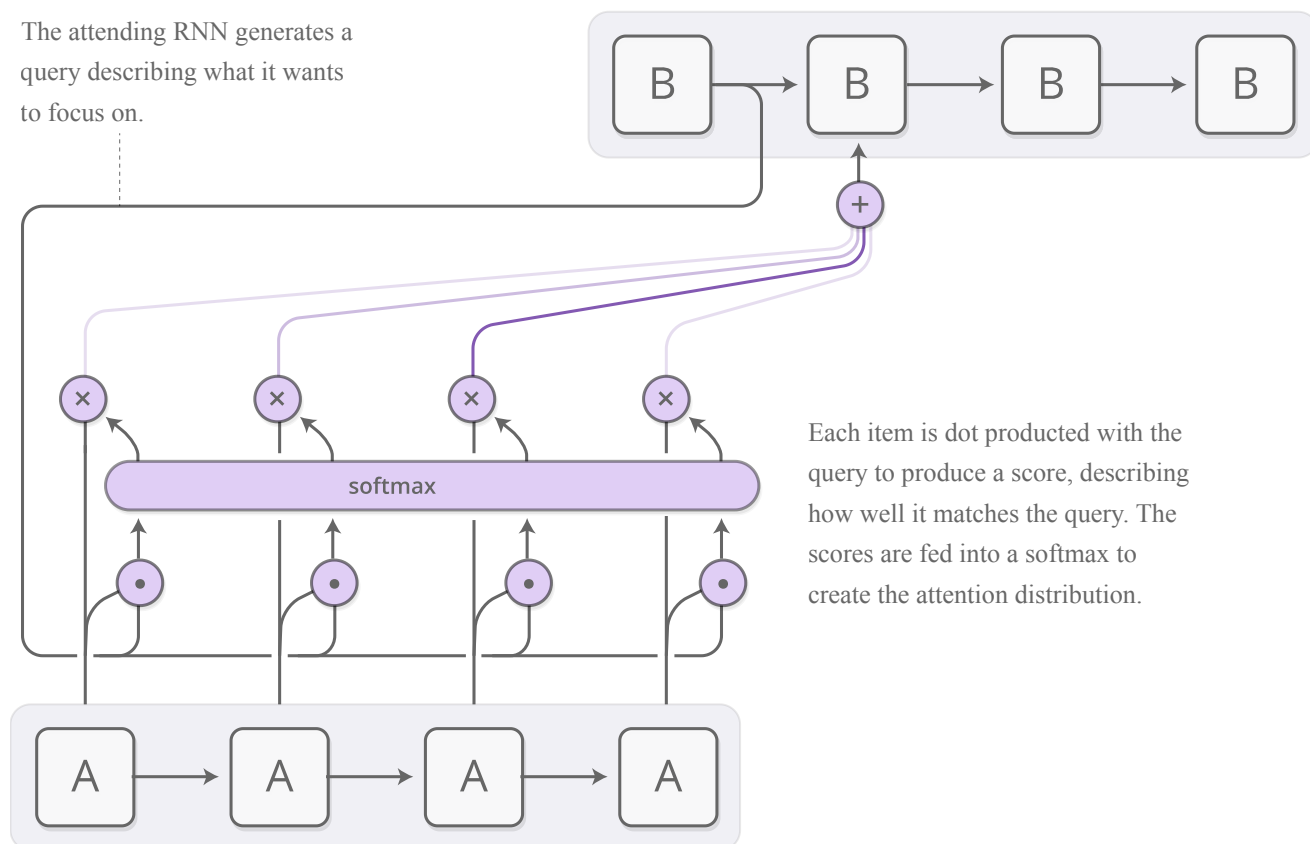 The attending RNN generates a
query describing what it wants
to focus on.
B B B B
+
× × × ×
softmax
Each item is dot producted with the
query to produce a score, describing
how well it matches the query. The
scores are fed into a softmax to
create the attention distribution.
• • • •
A A A A